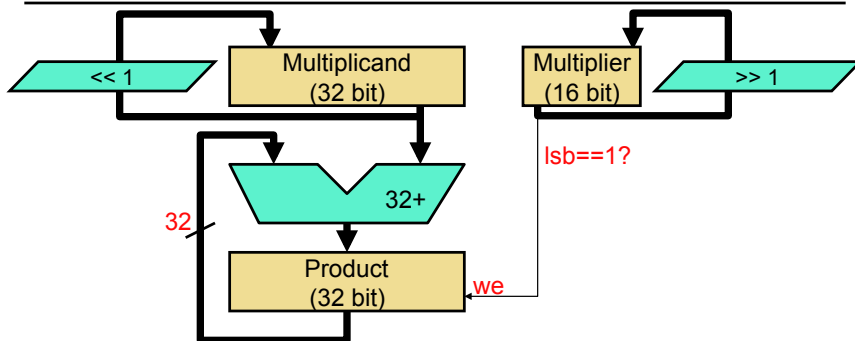 << 1
Multiplicand
(32 bit)
Multiplier
(16 bit)
>> 1
lsb==1?
32+
32
Product
(32 bit)
we